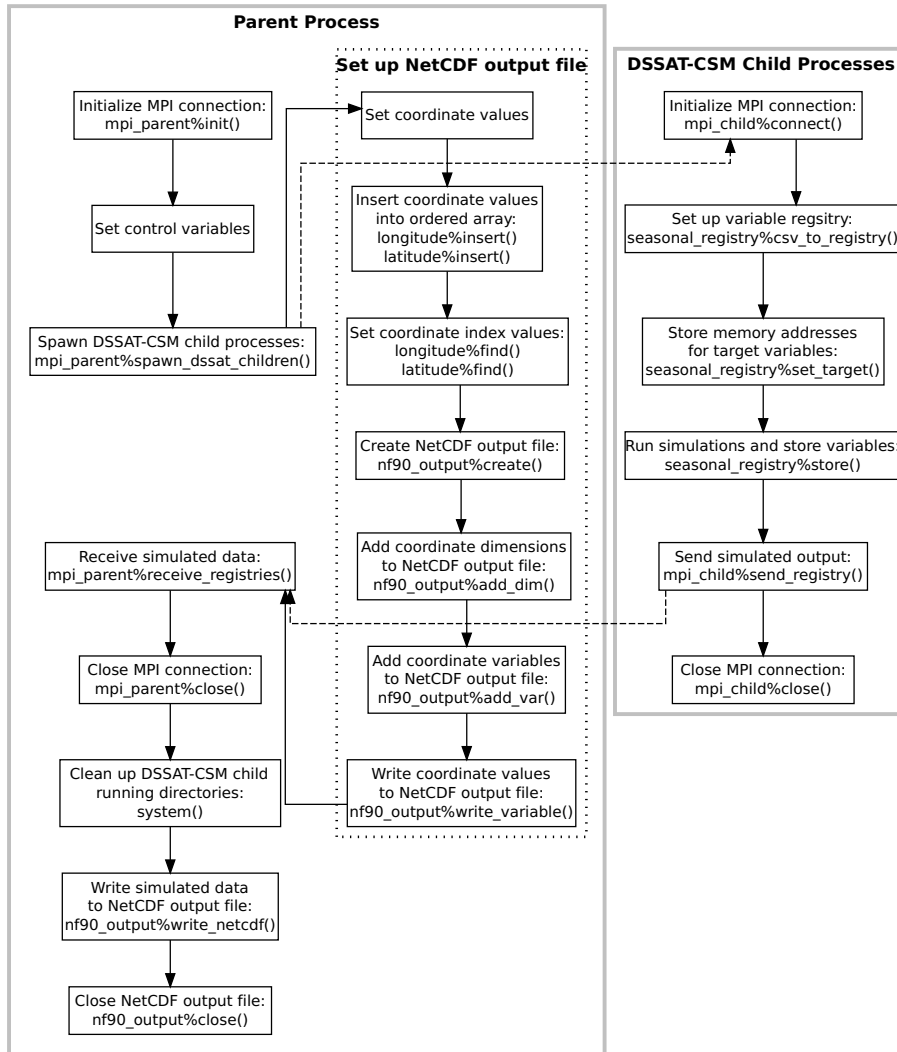 Parent Process
Initialize MPI connection:
mpi_parent%init()
Set control variables
Spawn DSSAT-CSM child processes:
mpi_parent%spawn_dssat_children()
Set up NetCDF output file
Set coordinate values
Insert coordinate values
into ordered array:
longitude%insert()
latitude%insert()
Set coordinate index values:
longitude%find()
latitude%find()
Create NetCDF output file:
nf90_output%create()
Add coordinate dimensions
to NetCDF output file:
nf90_output%add_dim()
Add coordinate variables
to NetCDF output file:
nf90_output%add_var()
Write coordinate values
to NetCDF output file:
nf90_output%write_variable()
Receive simulated data:
mpi_parent%receive_registries()
Close MPI connection:
mpi_parent%close()
Clean up DSSAT-CSM child
running directories:
system()
Write simulated data
to NetCDF output file:
nf90_output%write_netcdf()
Close NetCDF output file:
nf90_output%close()
DSSAT-CSM Child Processes
Initialize MPI connection:
mpi_child%connect()
Set up variable regsitry:
seasonal_registry%csv_to_registry()
Store memory addresses
for target variables:
seasonal_registry%set_target()
Run simulations and store variables:
seasonal_registry%store()
Send simulated output:
mpi_child%send_registry()
Close MPI connection:
mpi_child%close()